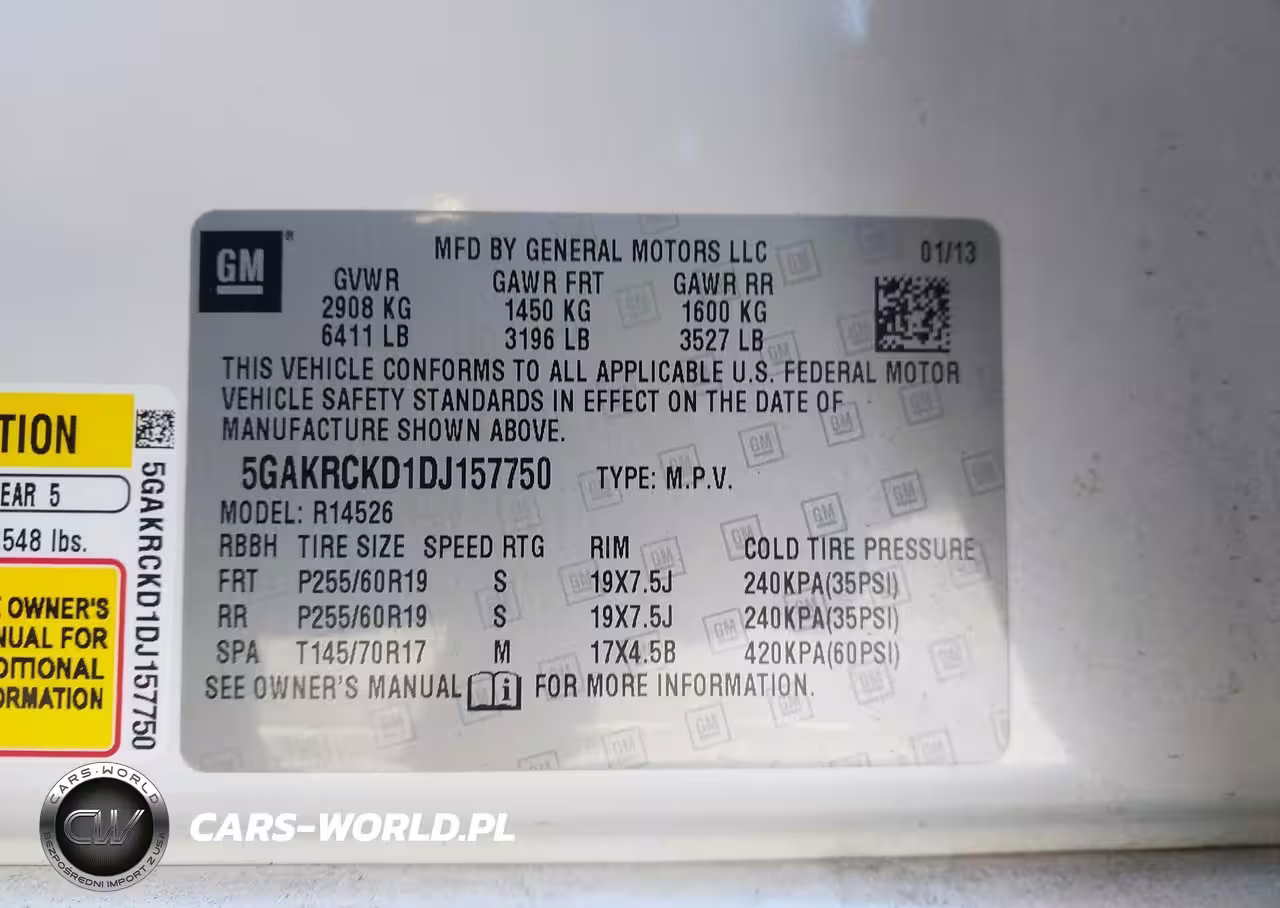 GM®
MFD BY GENERAL MOTORS LLC 01/13
GVWR GAWR FRT GAWR RR
2908 KG 1450 KG 1600 KG
6411 LB 3196 LB 3527 LB
THIS VEHICLE CONFORMS TO ALL APPLICABLE U.S. FEDERAL MOTOR
VEHICLE SAFETY STANDARDS IN EFFECT ON THE DATE OF
MANUFACTURE SHOWN ABOVE.
5GAKRCKD1DJ157750 TYPE: M.P.V.
MODEL: R14526
RBBH TIRE SIZE SPEED RTG RIM COLD TIRE PRESSURE
FRT P255/60R19 S 19X7.5J 240KPA(35PSI)
RR P255/60R19 S 19X7.5J 240KPA(35PSI)
SPA T145/70R17 M 17X4.5B 420KPA(60PSI)
SEE OWNER'S MANUAL i FOR MORE INFORMATION.
TION
EAR 5
548 lbs.
OWNER'S
NUAL FOR
DITIONAL
ORMATION
5GAKRCKD1DJ157750
CARS-WORLD
CW
BEZPOŚREDNI IMPORT Z USA
CARS-WORLD.PL